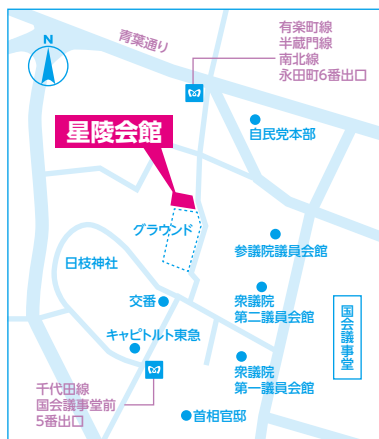 N
青葉通り
有楽町線
半蔵門線
南北線
永田町6番出口
自民党本部
星陵会館
グラウンド
参議院議員会館
日枝神社
衆議院
第二議員会館
国会議事堂
交番
キャピトルト東急
衆議院
第一議員会館
千代田線
国会議事堂前
5番出口
首相官邸